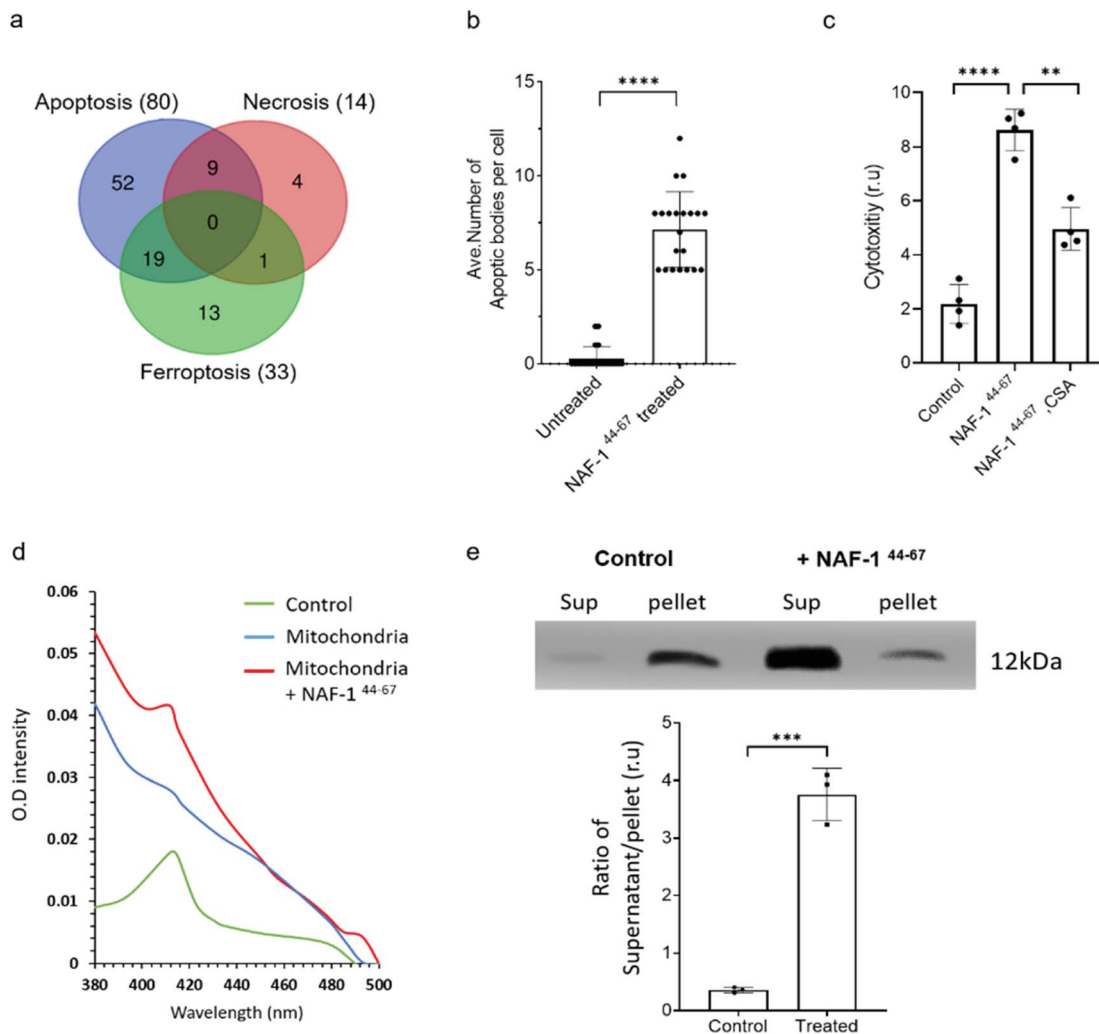 a
Apoptosis (80)
Necrosis (14)
52
9
4
0
19
1
13
Ferroptosis (33)
b
****
Ave.Number of
Apoptic bodies per cell
15
10
5
0
Untreated
NAF-1 44-67 treated
c
**** **
Cytotoxitiy (r.u)
10
8
6
4
2
0
Control
NAF-1 44-67
NAF-1 44-67 ,CSA
d
O.D intensity
0.06
0.05
0.04
0.03
0.02
0.01
0
380 400 420 440 460 480 500
Wavelength (nm)
Control
Mitochondria
Mitochondria
+ NAF-1 44-67
e
Control + NAF-1 44-67
Sup pellet Sup pellet
12kDa
***
Ratio of
Supernatant/pellet (r.u)
5
4
3
2
1
0
Control Treated